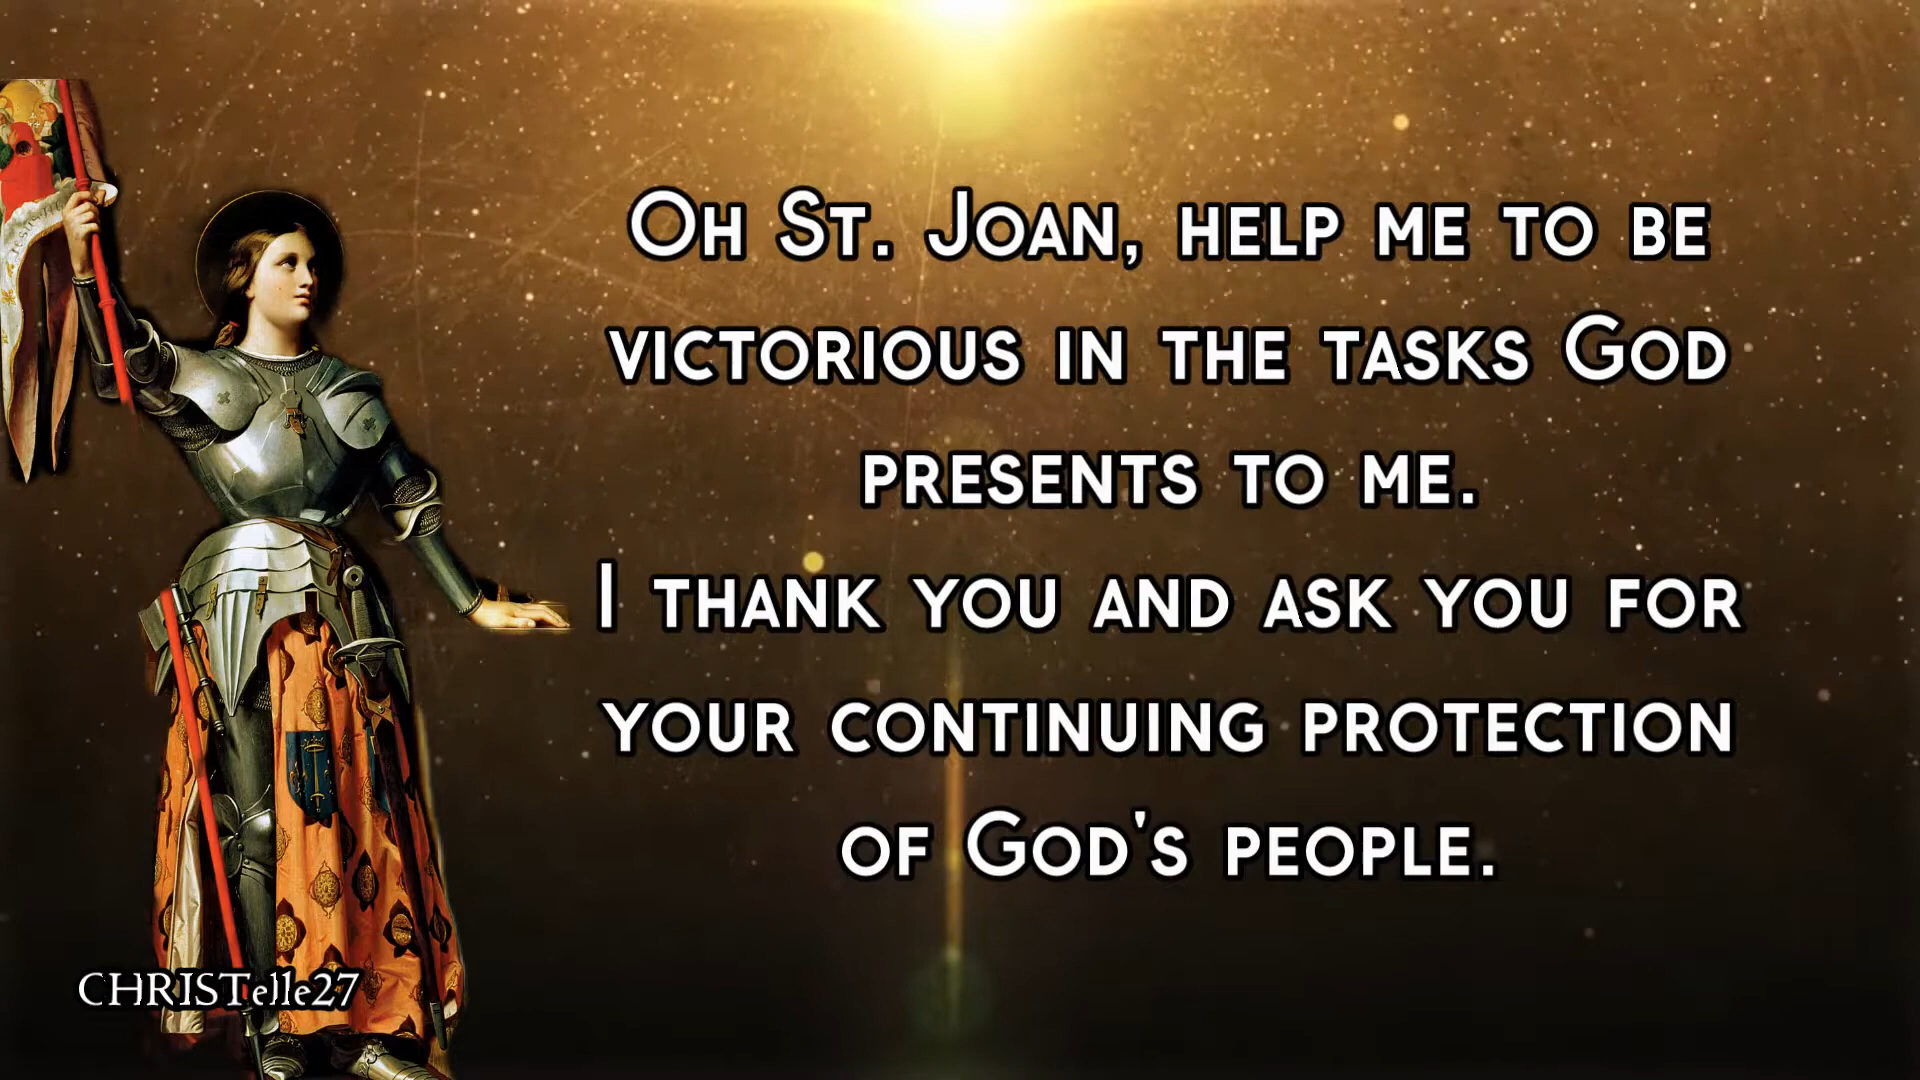 Oh St. Joan, help me to be
victorious in the tasks God
presents to me.
I thank you and ask you for
your continuing protection
of God's people.
CHRISTelle27